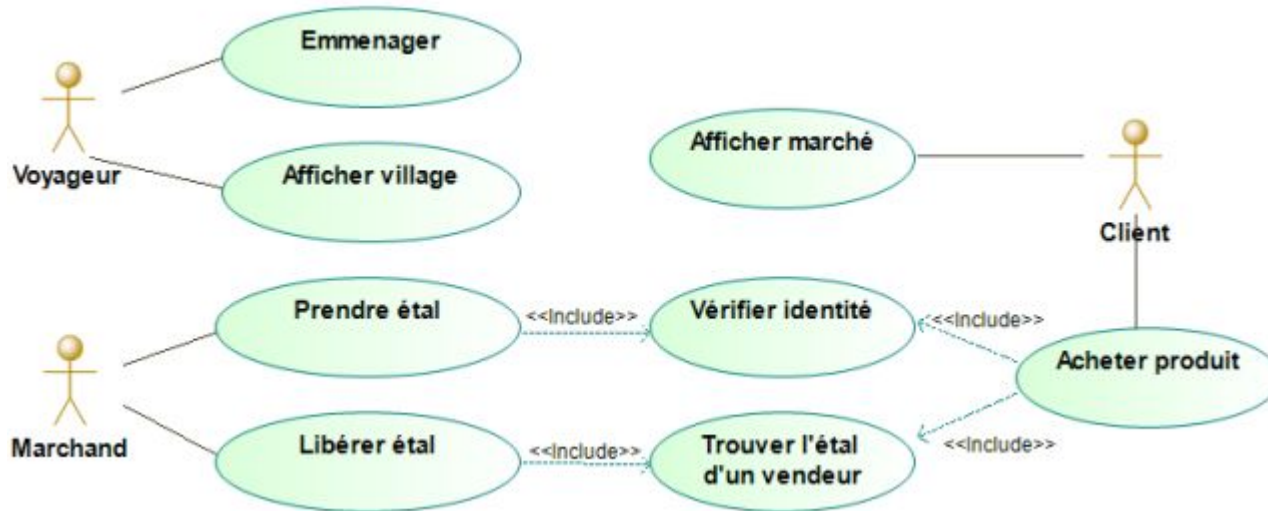 Emmenager
Voyageur
Afficher village
Afficher marché
Client
Prendre étal
<<Include>>
Vérifier identité
<<Include>>
Acheter produit
Marchand
Libérer étal
<<Include>>
Trouver l'étal
d'un vendeur
<<Include>>